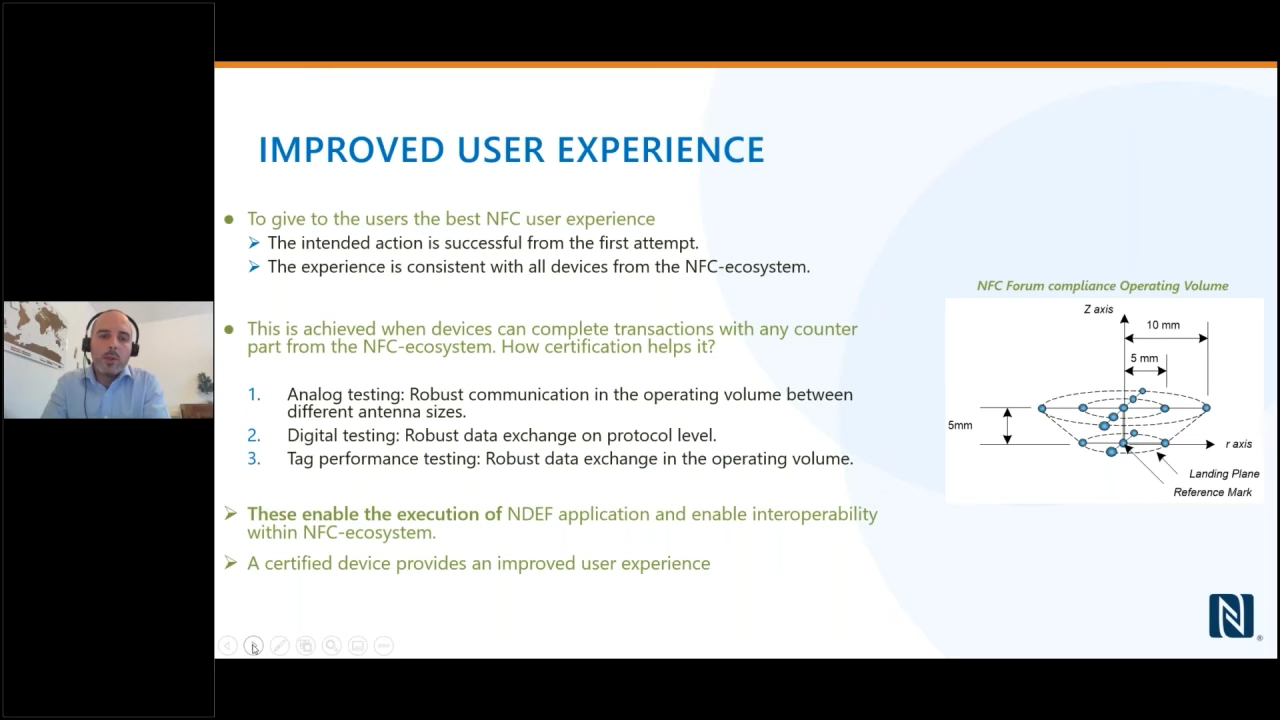 IMPROVED USER EXPERIENCE
To give to the users the best NFC user experience
The intended action is successful from the first attempt.
The experience is consistent with all devices from the NFC-ecosystem.
This is achieved when devices can complete transactions with any counter
part from the NFC-ecosystem. How certification helps it?
1. Analog testing: Robust communication in the operating volume between
different antenna sizes.
2. Digital testing: Robust data exchange on protocol level.
3. Tag performance testing: Robust data exchange in the operating volume.
These enable the execution of NDEF application and enable interoperability
within NFC-ecosystem.
A certified device provides an improved user experience
NFC Forum compliance Operating Volume
Z axis
10 mm
5 mm
5mm
r axis
Landing Plane
Reference Mark
®